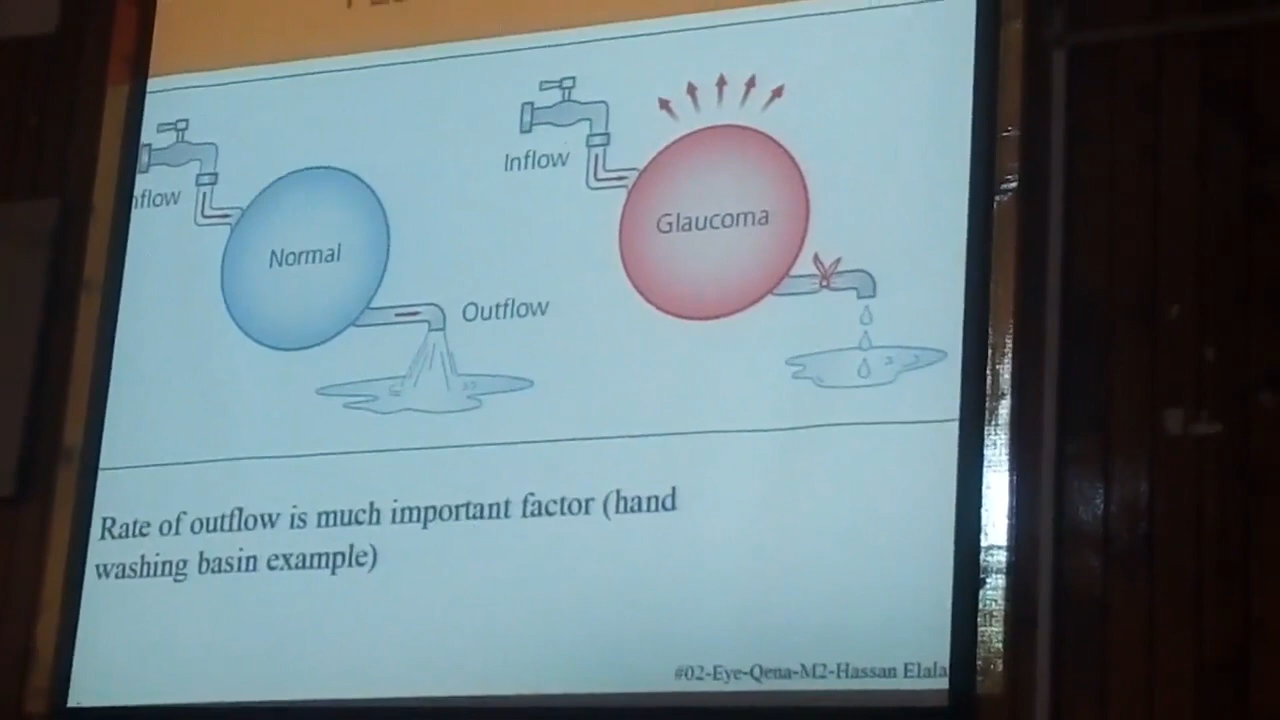 Inflow
nflow
Glaucoma
Normal
Outflow
Rate of outflow is much important factor (hand
washing basin example)
#02-Eye-Qena-M2-Hassan Elala